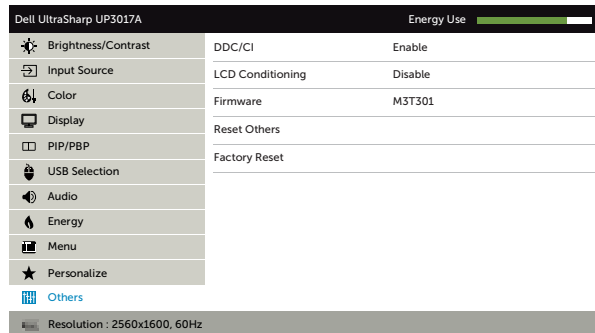 Dell UltraSharp UP3017A Energy Use
Brightness/Contrast
Input Source
Color
Display
PIP/PBP
USB Selection
Audio
Energy
Menu
Personalize
Others
DDC/CI Enable
LCD Conditioning Disable
Firmware M3T301
Reset Others
Factory Reset
Resolution : 2560x1600, 60Hz